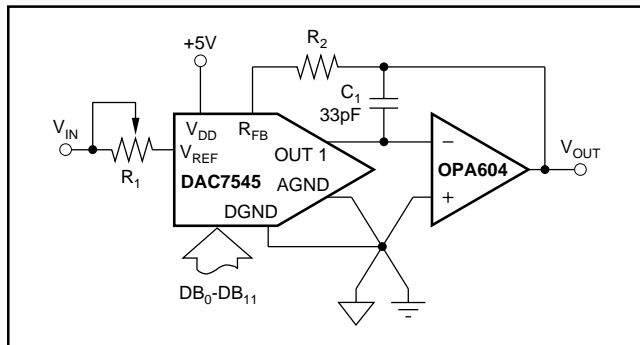 +5V
R2
C1
33pF
VIN
VDD
RFB
VREF
OUT 1
−
VOUT
R1
DAC7545
AGND
OPA604
+
DGND
DB0-DB11